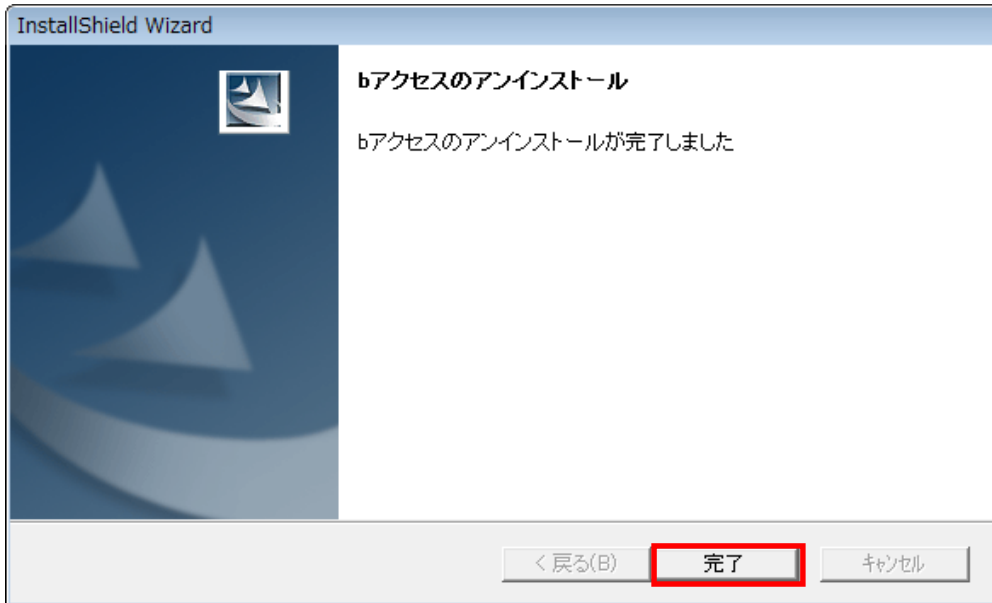 InstallShield Wizard
bアクセスのアンインストール
bアクセスのアンインストールが完了しました
< 戻る(B)
完了
キャンセル